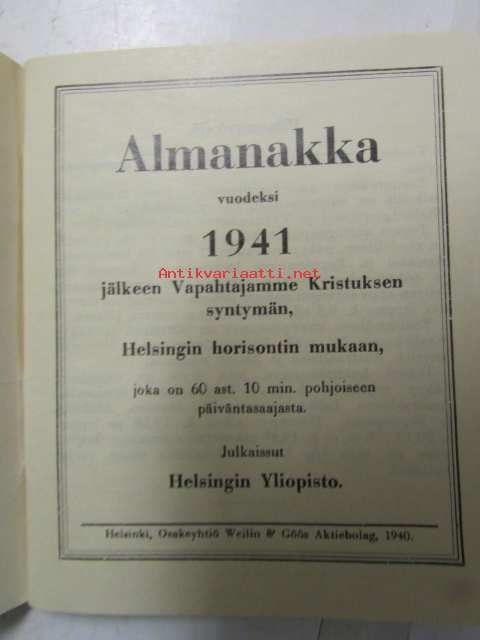 Almanakka
vuodeksi
1941
Antikvariaatti.net
jälkeen Vapahtajamme Kristuksen
syntymän,
Helsingin horisontin mukaan,
joka on 60 ast. 10 min. pohjoiseen
päiväntasaajasta.
Julkaissut
Helsingin Yliopisto.
Helsinki, Osakeyhtiö Weilin & Göös Aktiebolag, 1940.